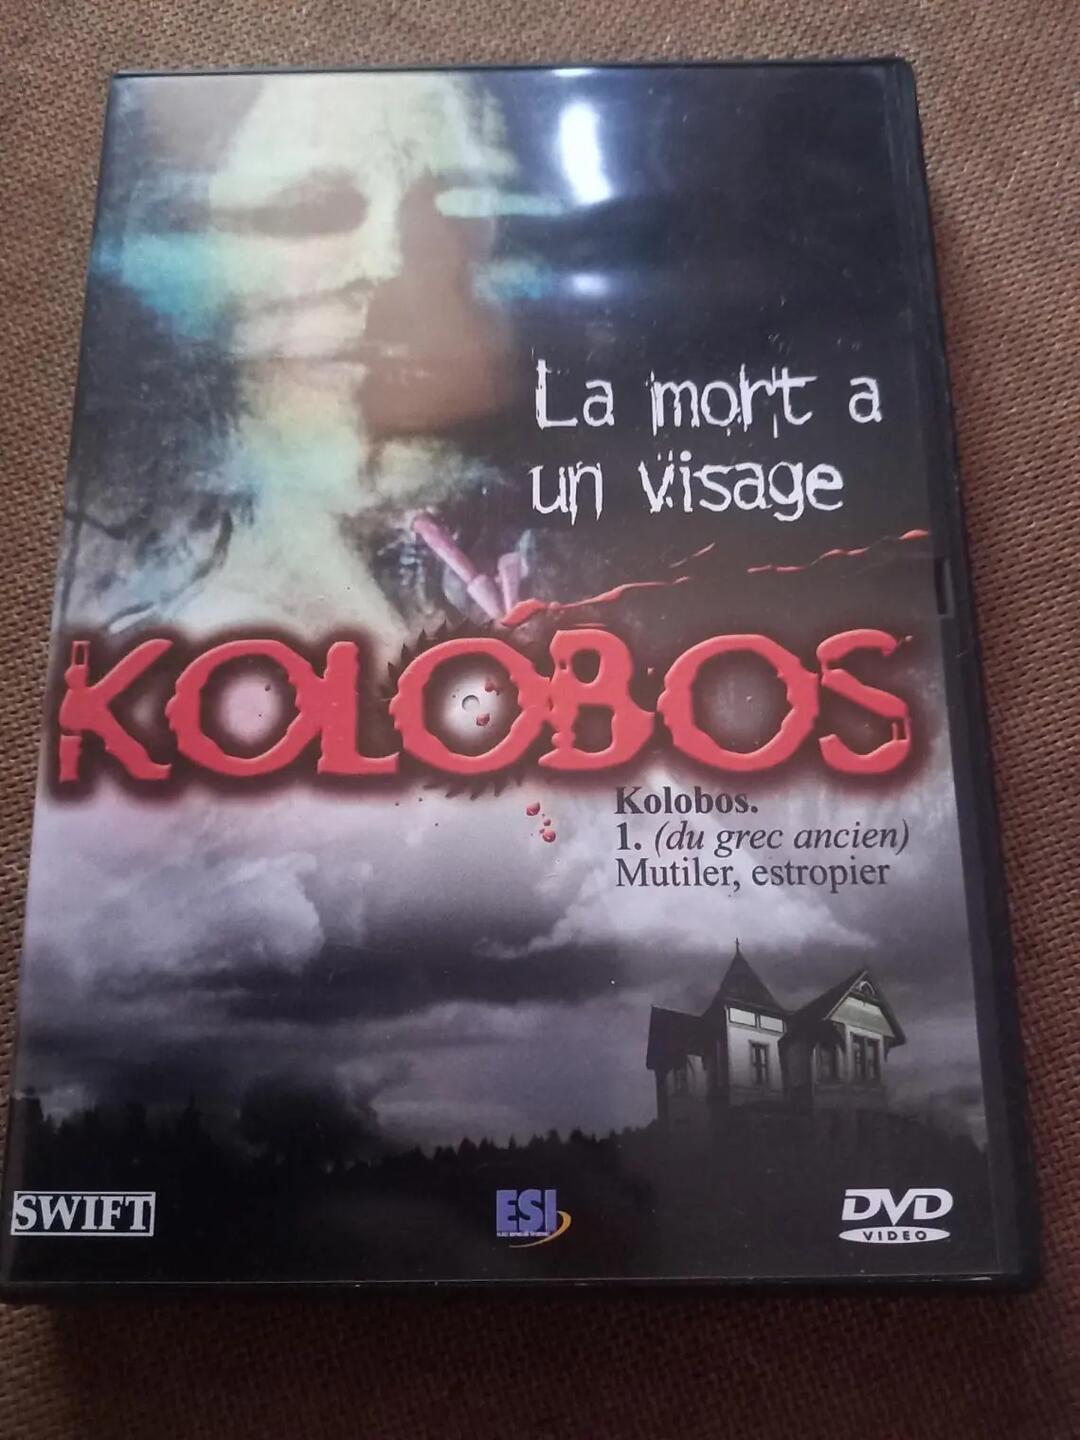 La mort a
un visage
KOLOBOS
Kolobos.
1. (du grec ancien)
Mutiler, estropier
SWIFT
ESI
DVD
VIDEO